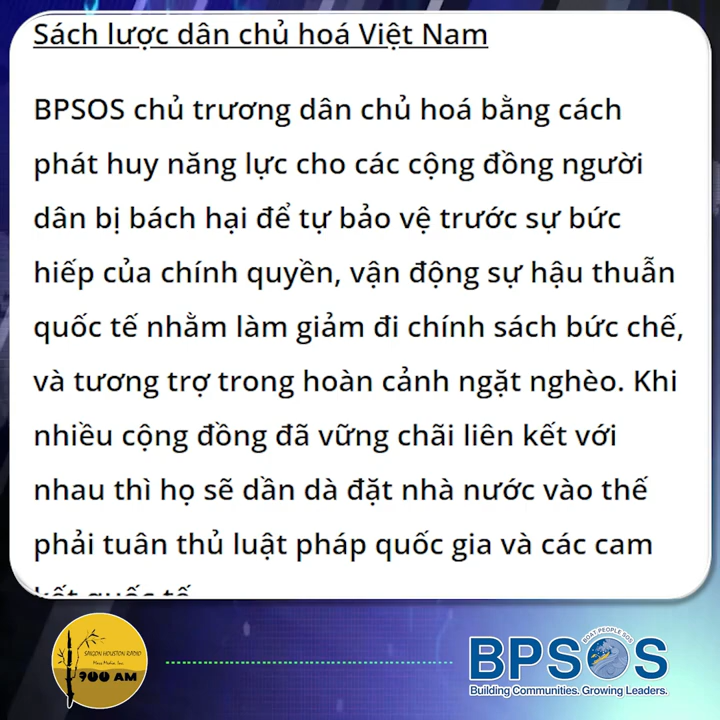 Sách lược dân chủ hoá Việt Nam
BPSOS chủ trương dân chủ hoá bằng cách
phát huy năng lực cho các cộng đồng người
dân bị bách hại để tự bảo vệ trước sự bức
hiếp của chính quyền, vận động sự hậu thuẫn
quốc tế nhằm làm giảm đi chính sách bức chế,
và tương trợ trong hoàn cảnh ngặt nghèo. Khi
nhiều cộng đồng đã vững chãi liên kết với
nhau thì họ sẽ dần dà đặt nhà nước vào thế
phải tuân thủ luật pháp quốc gia và các cam
kết quốc tế
SAIGON HOUSTON RADIO
900 AM
BOAT PEOPLE SOS
BPSOS
Building Communities. Growing Leaders.